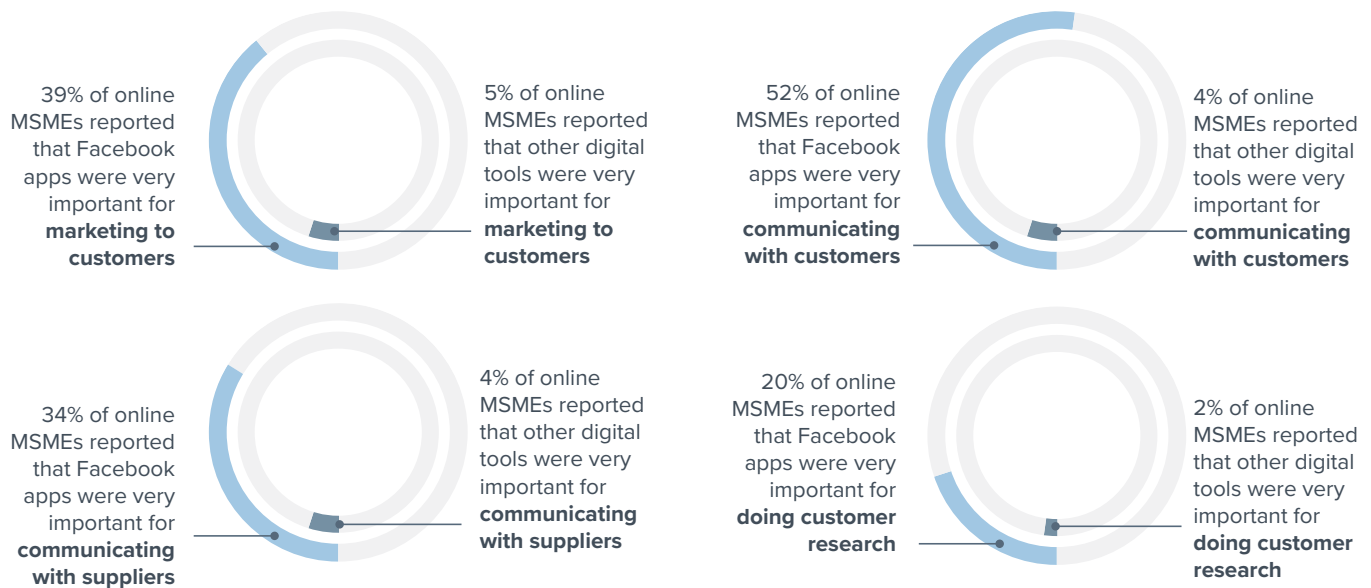 39% of online
MSMEs reported
that Facebook
apps were very
important for
marketing to
customers
5% of online
MSMEs reported
that other digital
tools were very
important for
marketing to
customers
52% of online
MSMEs reported
that Facebook
apps were very
important for
communicating
with customers
4% of online
MSMEs reported
that other digital
tools were very
important for
communicating
with customers
34% of online
MSMEs reported
that Facebook
apps were very
important for
communicating
with suppliers
4% of online
MSMEs reported
that other digital
tools were very
important for
communicating
with suppliers
20% of online
MSMEs reported
that Facebook
apps were very
important for
doing customer
research
2% of online
MSMEs reported
that other digital
tools were very
important for
doing customer
research